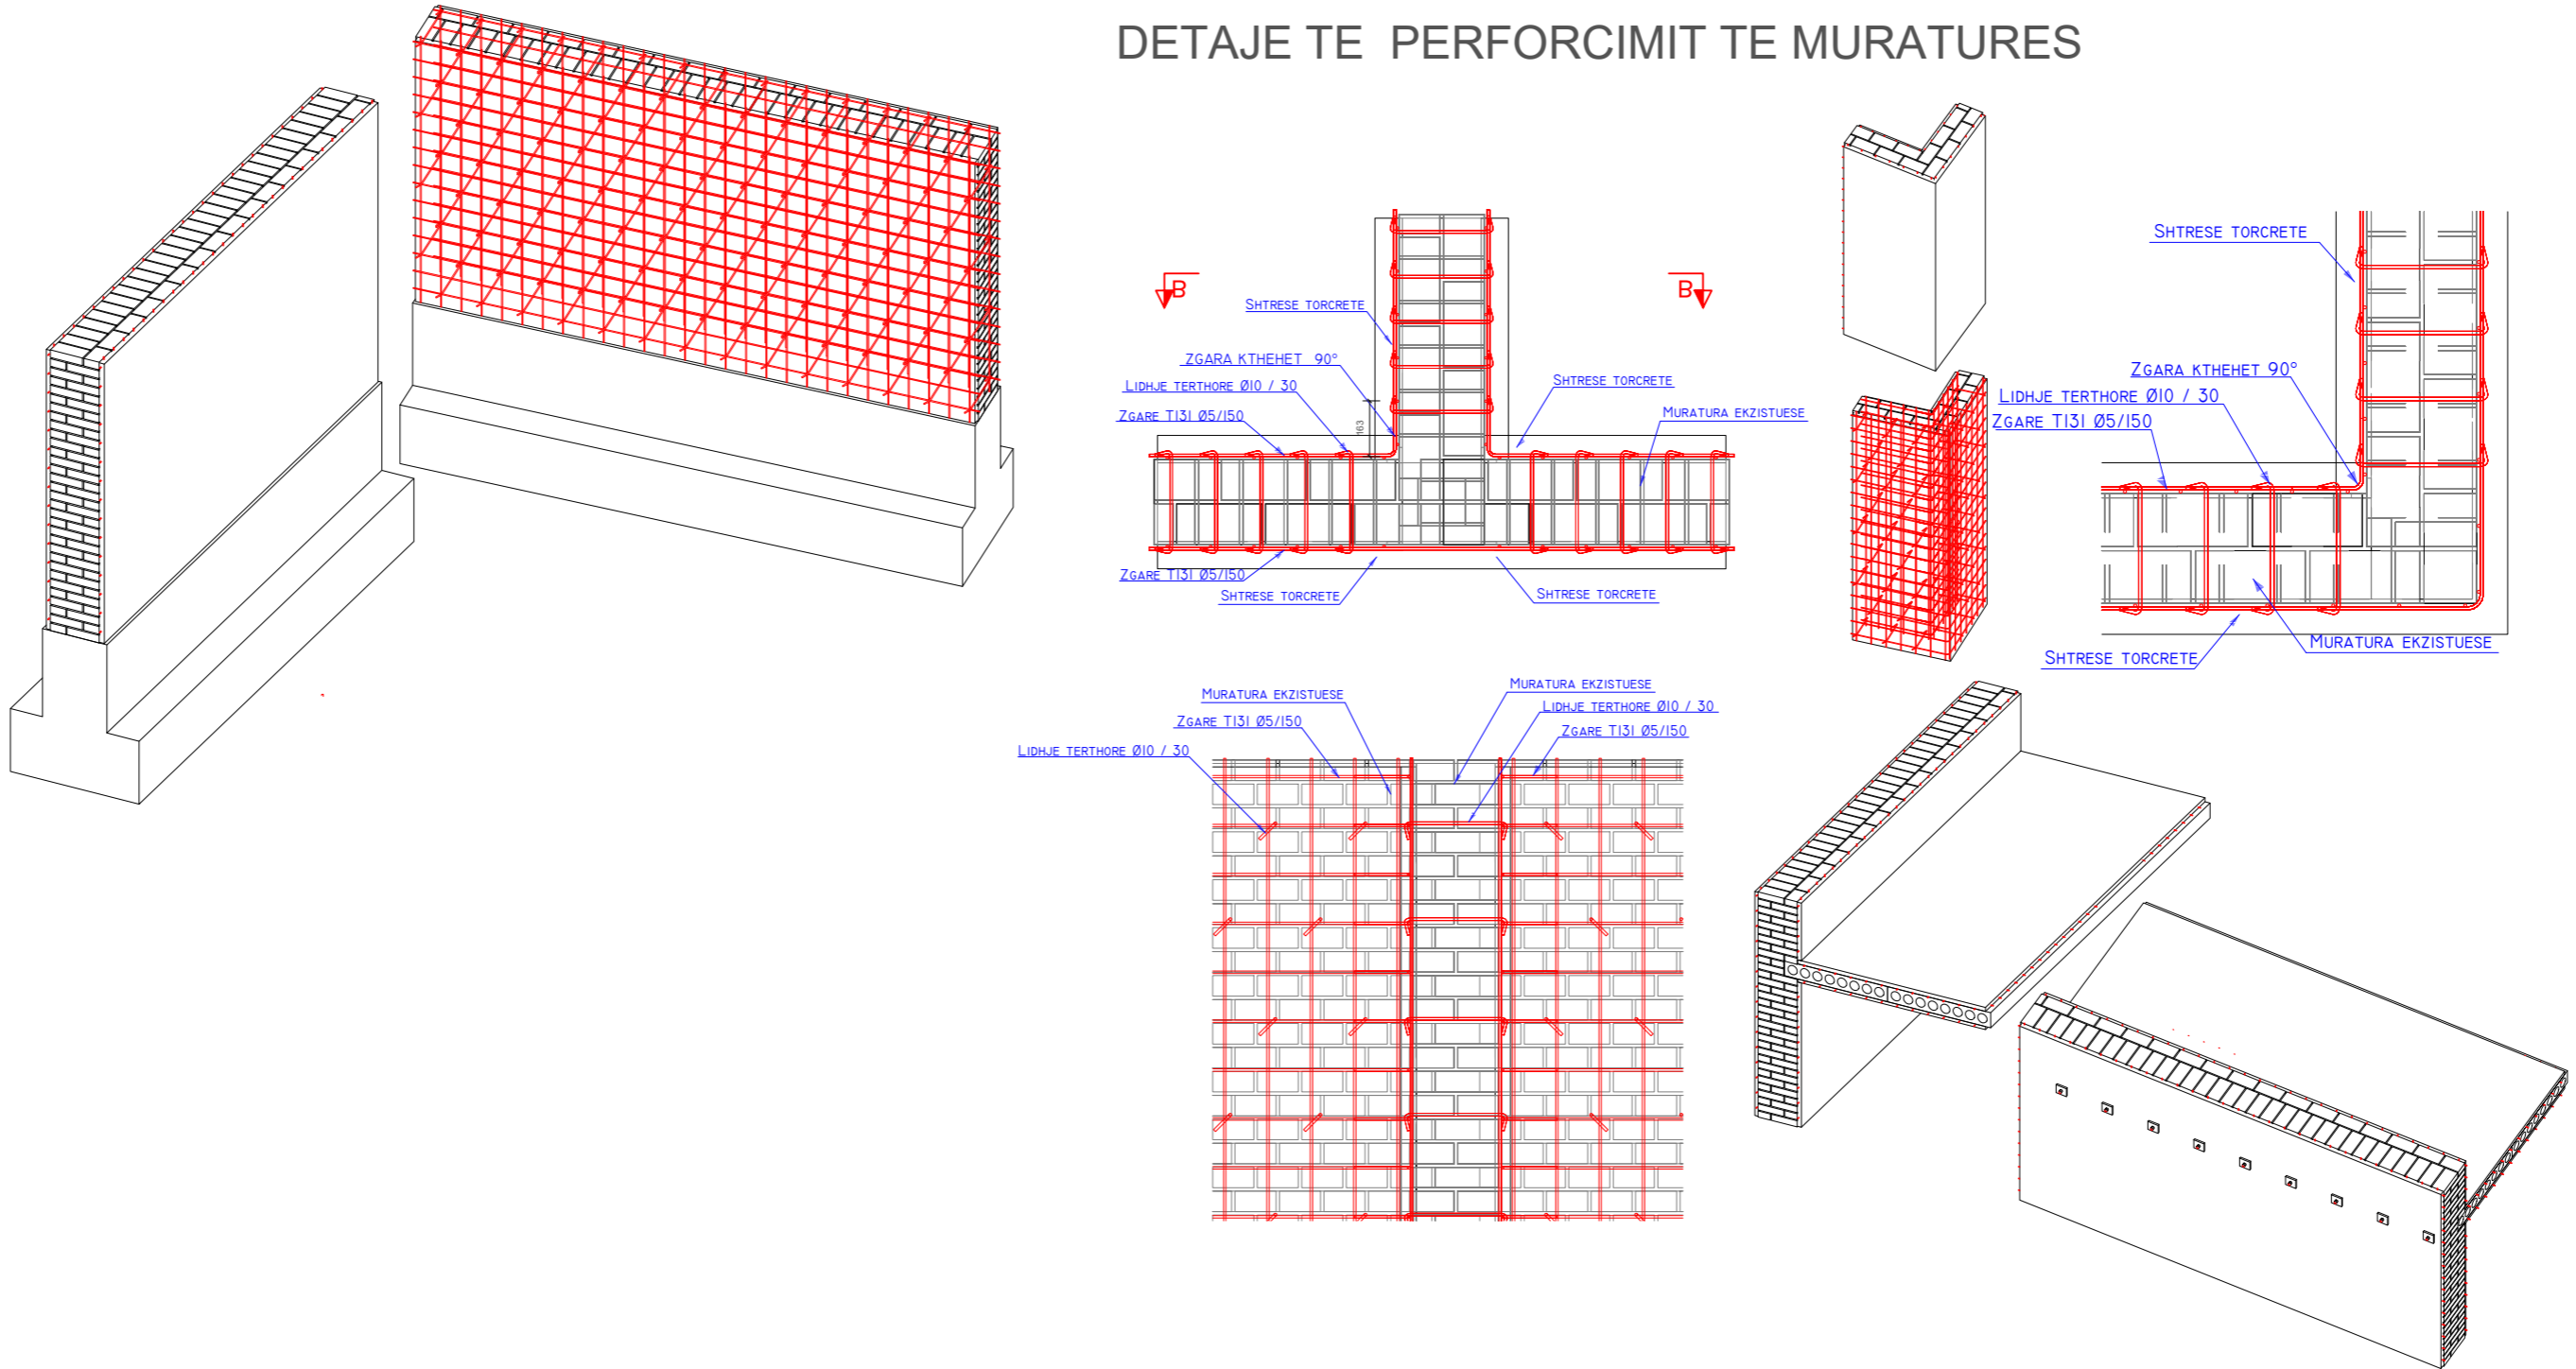 DETAJE TE PERFORCIMIT TE MURATURES
B
B
SHTRESE TORCRETE
ZGARA KTHEHET 90°
LIDHJE TERTHORE Ø10 / 30
ZGARE T131 Ø5/150
163
SHTRESE TORCRETE
MURATURA EKZISTUESE
ZGARE T131 Ø5/150
SHTRESE TORCRETE
SHTRESE TORCRETE
SHTRESE TORCRETE
ZGARA KTHEHET 90°
LIDHJE TERTHORE Ø10 / 30
ZGARE T131 Ø5/150
MURATURA EKZISTUESE
SHTRESE TORCRETE
MURATURA EKZISTUESE
ZGARE T131 Ø5/150
LIDHJE TERTHORE Ø10 / 30
MURATURA EKZISTUESE
LIDHJE TERTHORE Ø10 / 30
ZGARE T131 Ø5/150